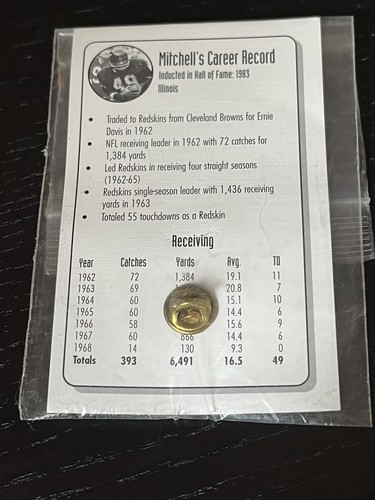 Mitchell's Career Record
Inducted in Hall of Fame: 1983
Illinois
• Traded to Redskins from Cleveland Browns for Ernie
Davis in 1962
• NFL receiving leader in 1962 with 72 catches for
1,384 yards
• Led Redskins in receiving four straight seasons
(1962-65)
• Redskins single-season leader with 1,436 receiving
yards in 1963
• Totaled 55 touchdowns as a Redskin
Receiving
Year Catches Yards Avg. TD
1962 72 1,384 19.1 11
1963 69 20.8 7
1964 60 15.1 10
1965 60 14.4 6
1966 58 15.6 9
1967 60 866 14.4 6
1968 14 130 9.3 0
Totals 393 6,491 16.5 49